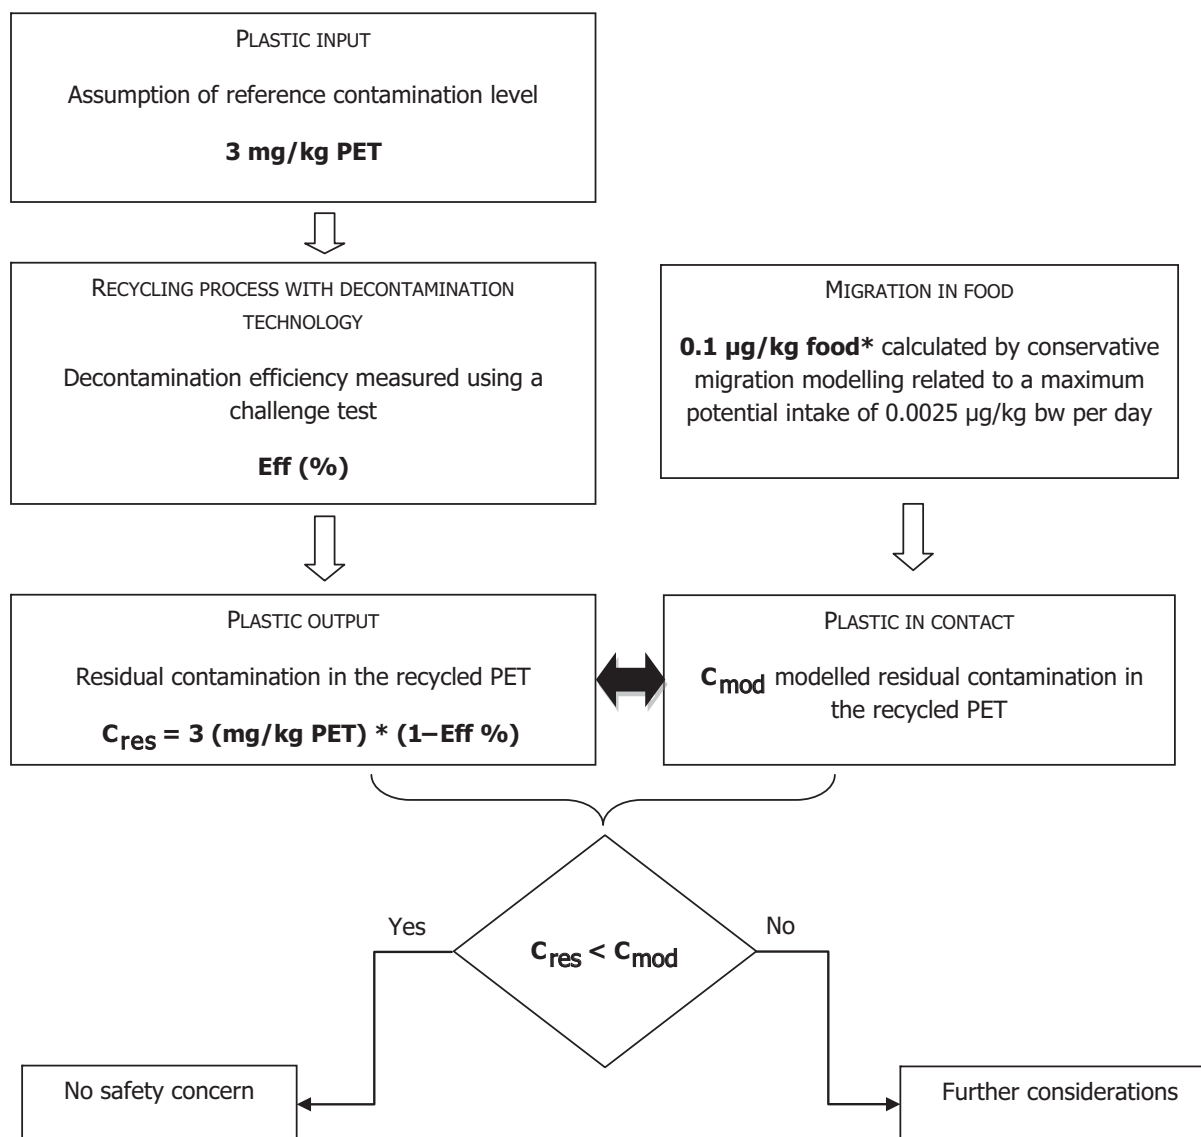 PLASTIC INPUT
Assumption of reference contamination level
3 mg/kg PET
RECYCLING PROCESS WITH DECONTAMINATION
TECHNOLOGY
Decontamination efficiency measured using a
challenge test
Eff (%)
MIGRATION IN FOOD
0.1 µg/kg food* calculated by conservative
migration modelling related to a maximum
potential intake of 0.0025 µg/kg bw per day
PLASTIC OUTPUT
Residual contamination in the recycled PET
Cres = 3 (mg/kg PET) * (1–Eff %)
PLASTIC IN CONTACT
Cmod modelled residual contamination in
the recycled PET
Yes
No
Cres < Cmod
No safety concern
Further considerations